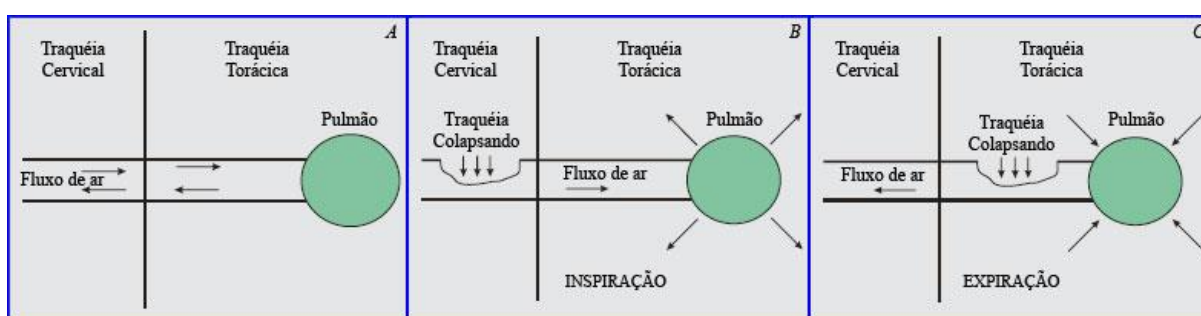 A
Traquéia
Cervical
Traquéia
Torácica
Pulmão
Fluxo de ar
B
Traquéia
Cervical
Traquéia
Torácica
Traquéia
Colapsando
Pulmão
Fluxo de ar
INSPIRAÇÃO
C
Traquéia
Cervical
Traquéia
Torácica
Traquéia
Colapsando
Pulmão
Fluxo de ar
EXPIRAÇÃO